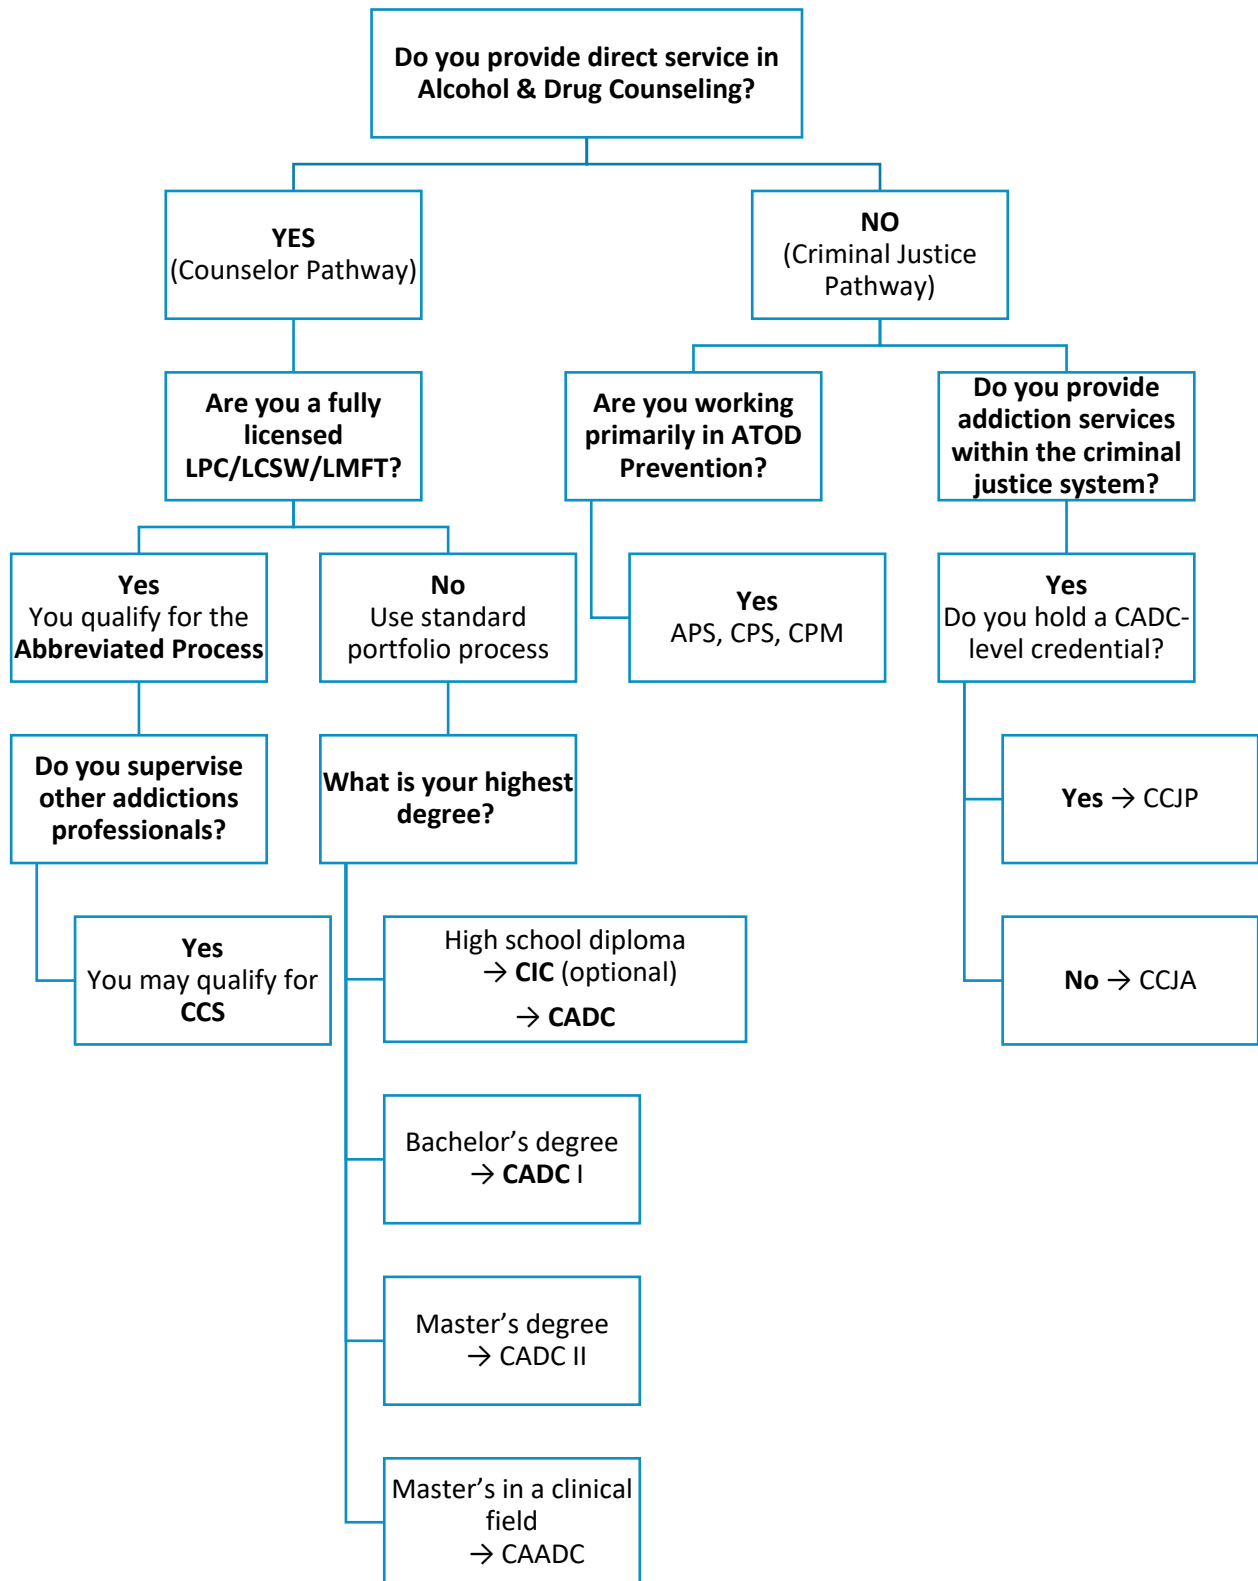 Do you provide direct service in
Alcohol & Drug Counseling?
YES
(Counselor Pathway)
NO
(Criminal Justice
Pathway)
Are you a fully
licensed
LPC/LCSW/LMFT?
Are you working
primarily in ATOD
Prevention?
Do you provide
addiction services
within the criminal
justice system?
Yes
You qualify for the
Abbreviated Process
No
Use standard
portfolio process
Yes
APS, CPS, CPM
Yes
Do you hold a CADC-
level credential?
Do you supervise
other addictions
professionals?
What is your highest
degree?
Yes → CCJP
Yes
You may qualify for
CCS
High school diploma
→ CIC (optional)
→ CADC
No → CCJA
Bachelor’s degree
→ CADC I
Master’s degree
→ CADC II
Master’s in a clinical
field
→ CAADC